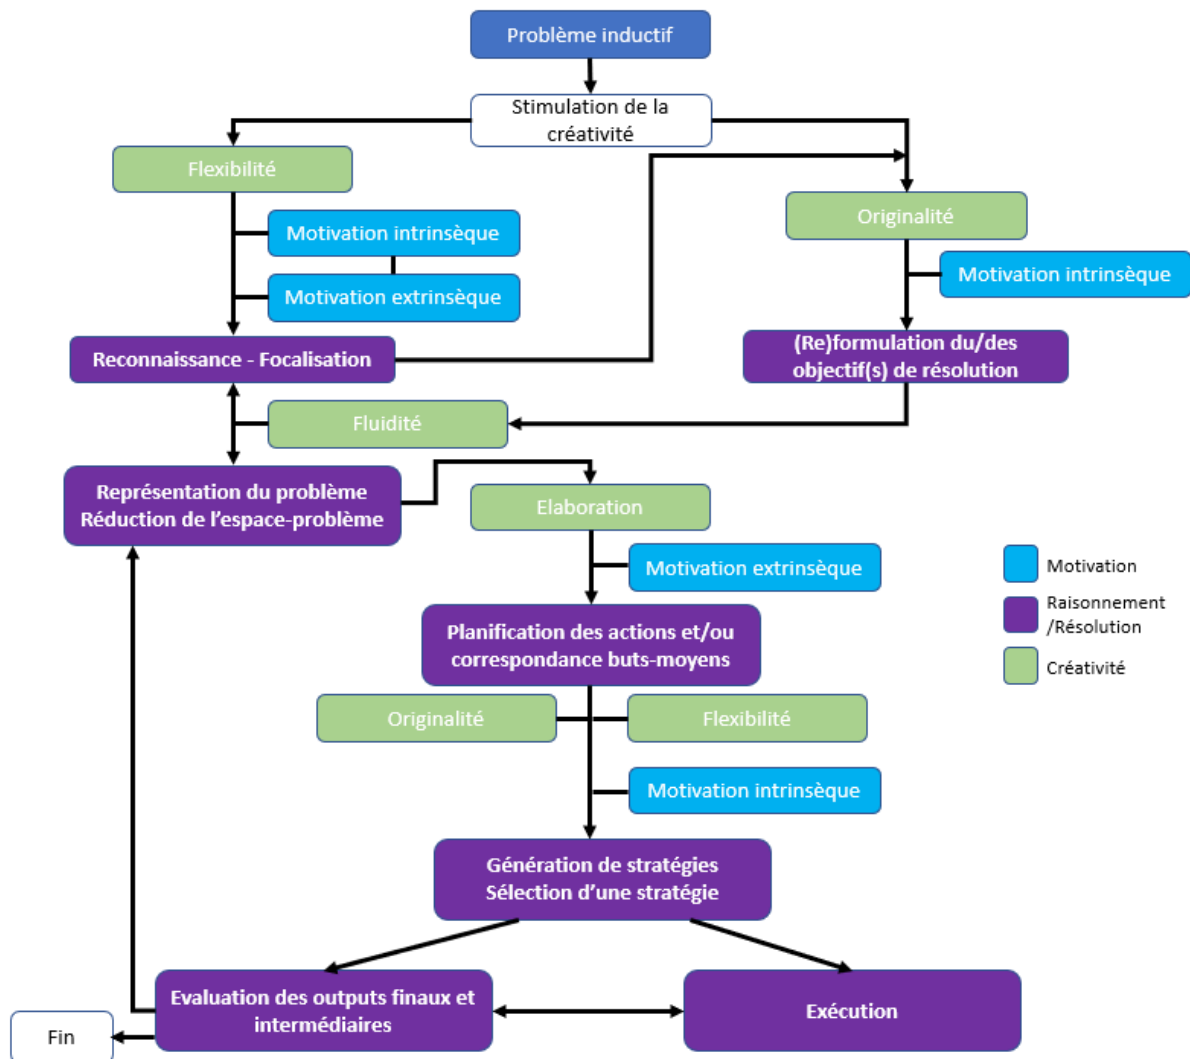 Problème inductif
Stimulation de la
créativité
Flexibilité
Motivation intrinsèque
Motivation extrinsèque
Originalité
Motivation intrinsèque
Reconnaissance - Focalisation
(Re)formulation du/des
objectif(s) de résolution
Fluidité
Représentation du problème
Réduction de l'espace-problème
Elaboration
Motivation extrinsèque
Planification des actions et/ou
correspondance buts-moyens
Originalité
Flexibilité
Motivation intrinsèque
Génération de stratégies
Sélection d'une stratégie
Evaluation des outputs finaux et
intermédiaires
Exécution
Fin
Motivation
Raisonnement
/Résolution
Créativité